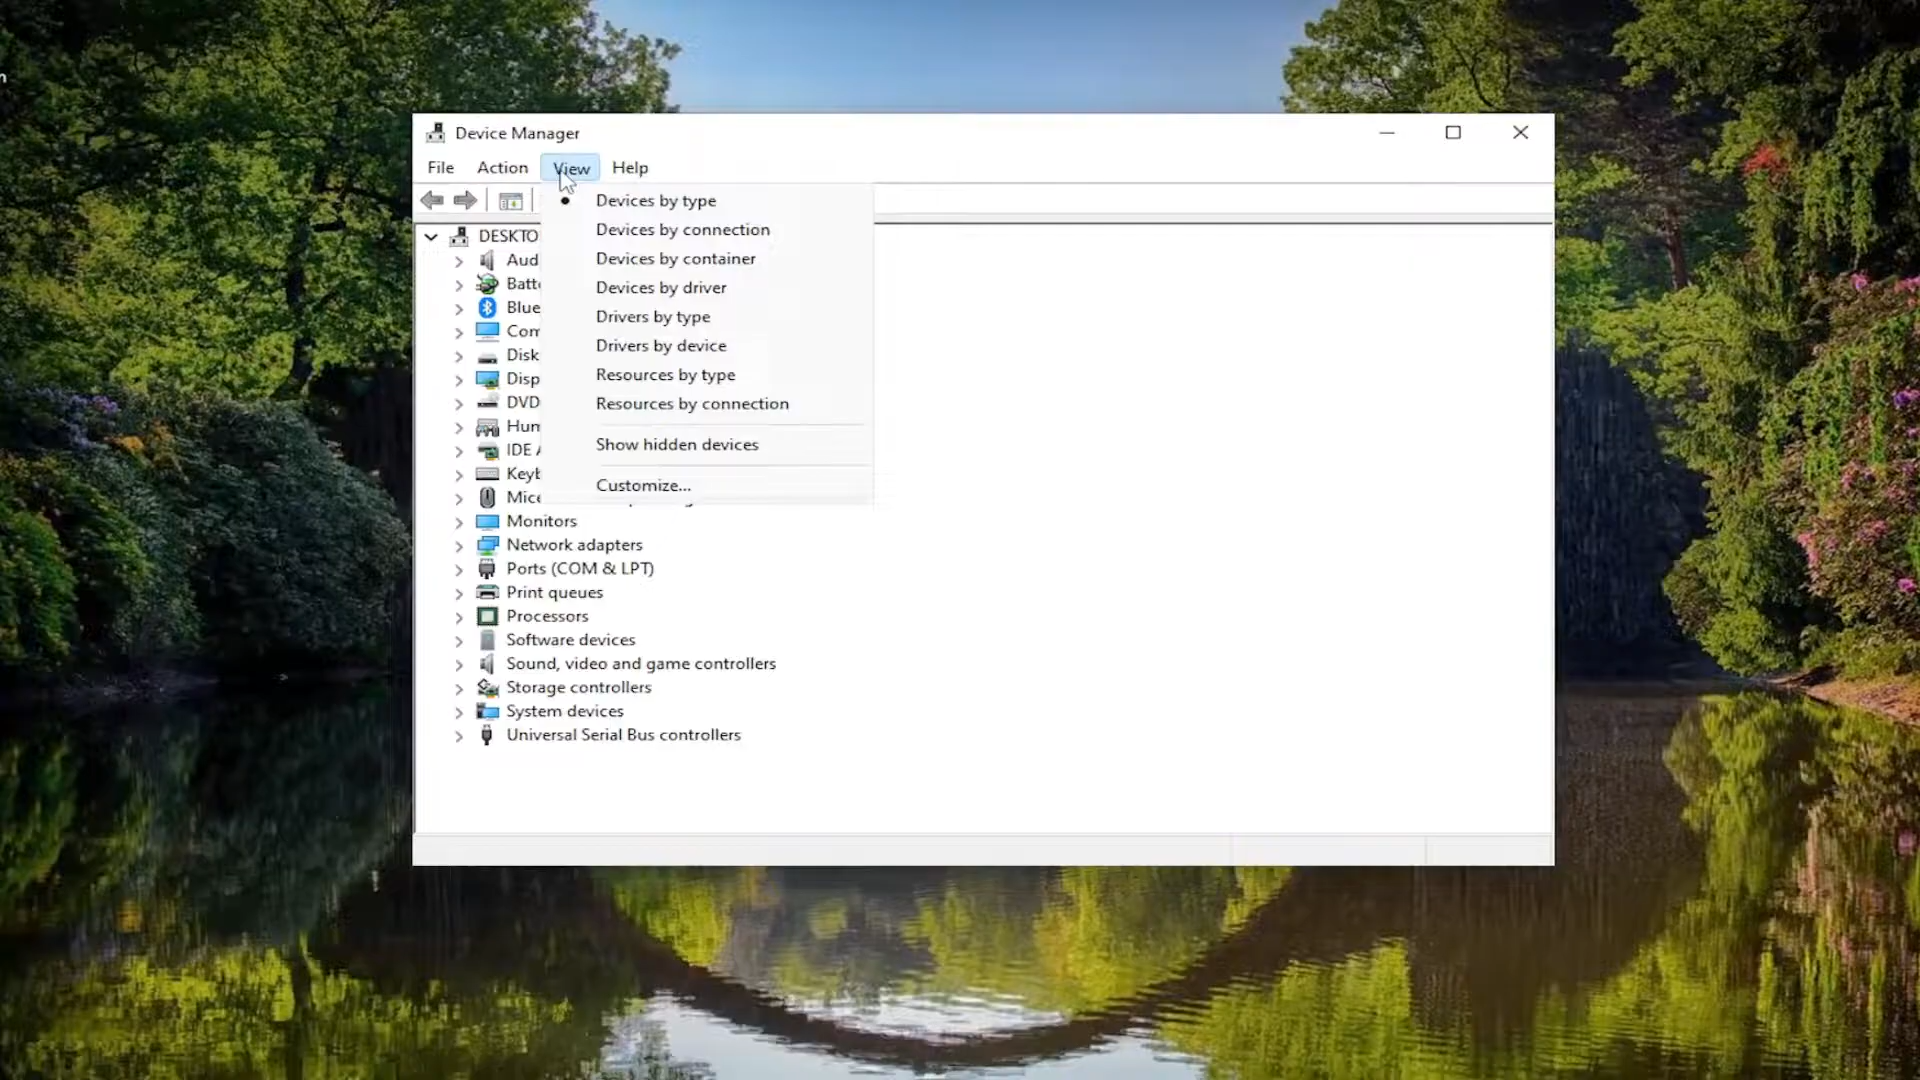 n
Device Manager
File Action View Help
Devices by type
Devices by connection
Devices by container
Devices by driver
Drivers by type
Drivers by device
Resources by type
Resources by connection
Show hidden devices
Customize...
DESKTO
Aud
Batt
Blue
Com
Disk
Disp
DVD
Hum
IDE A
Keyb
Mice
Monitors
Network adapters
Ports (COM & LPT)
Print queues
Processors
Software devices
Sound, video and game controllers
Storage controllers
System devices
Universal Serial Bus controllers